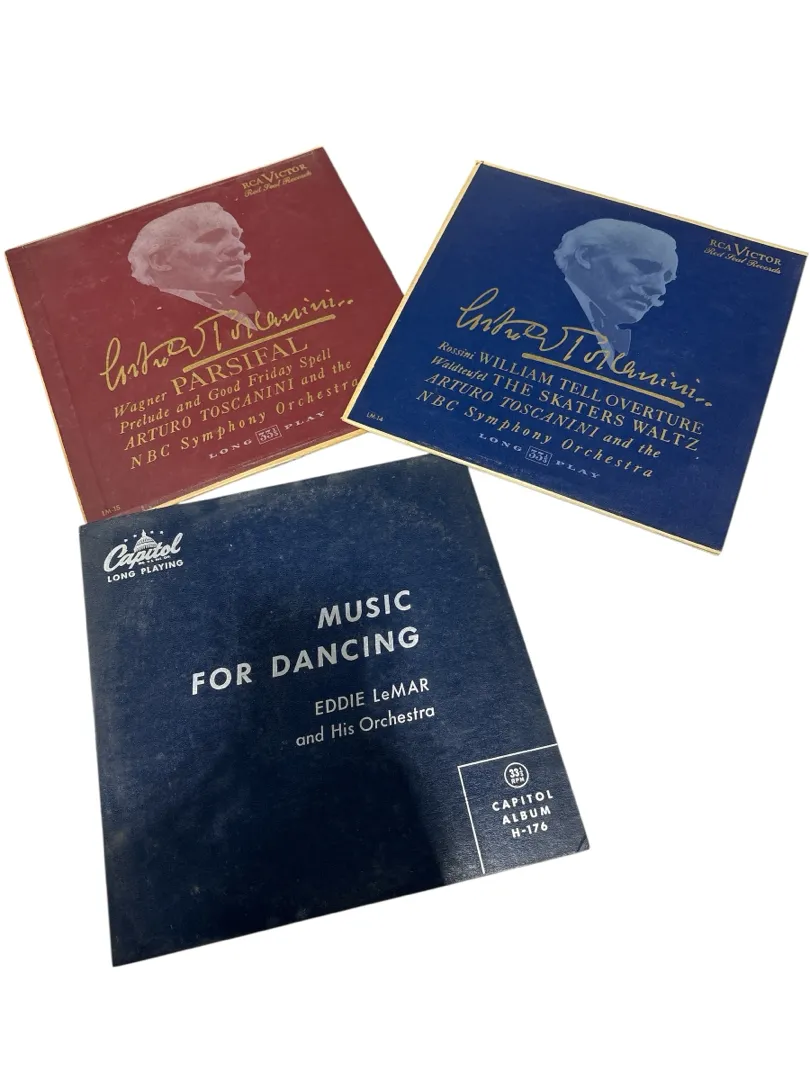 RCA VICTOR
Red Seal Records
Arturo Toscanini
Wagner PARSIFAL
Prelude and Good Friday Spell
ARTURO TOSCANINI and the
NBC Symphony Orchestra
LONG 33⅓ PLAY
LM 15
RCA VICTOR
Red Seal Records
Arturo Toscanini
Rossini WILLIAM TELL OVERTURE
Waldteufel THE SKATERS WALTZ
ARTURO TOSCANINI and the
NBC Symphony Orchestra
LONG 33⅓ PLAY
LM-14
Capitol
LONG PLAYING
MUSIC
FOR DANCING
EDDIE LeMAR
and His Orchestra
33⅓
RPM
CAPITOL
ALBUM
H-176